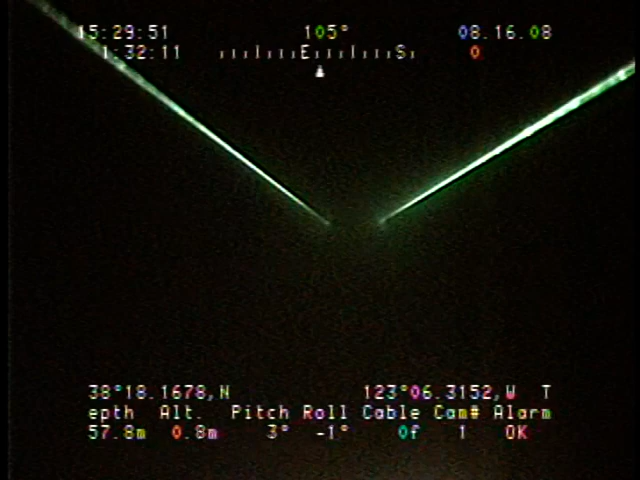 15:29:51 105° 08.16.08
1:32:11 E S 0
38°18.1678,N 123°06.3152,W T
epth Alt. Pitch Roll Cable Cam# Alarm
57.8m 0.8m 3° -1° 0f 1 OK